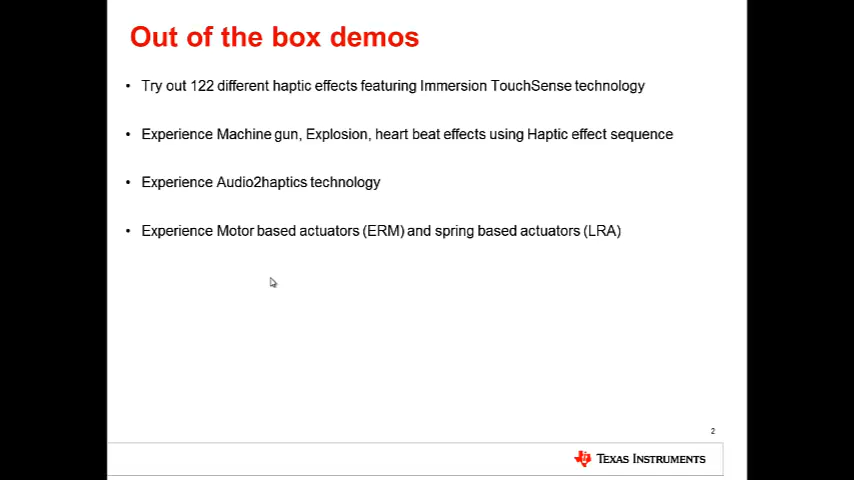 Out of the box demos
• Try out 122 different haptic effects featuring Immersion TouchSense technology
• Experience Machine gun, Explosion, heart beat effects using Haptic effect sequence
• Experience Audio2haptics technology
• Experience Motor based actuators (ERM) and spring based actuators (LRA)
2
TEXAS INSTRUMENTS